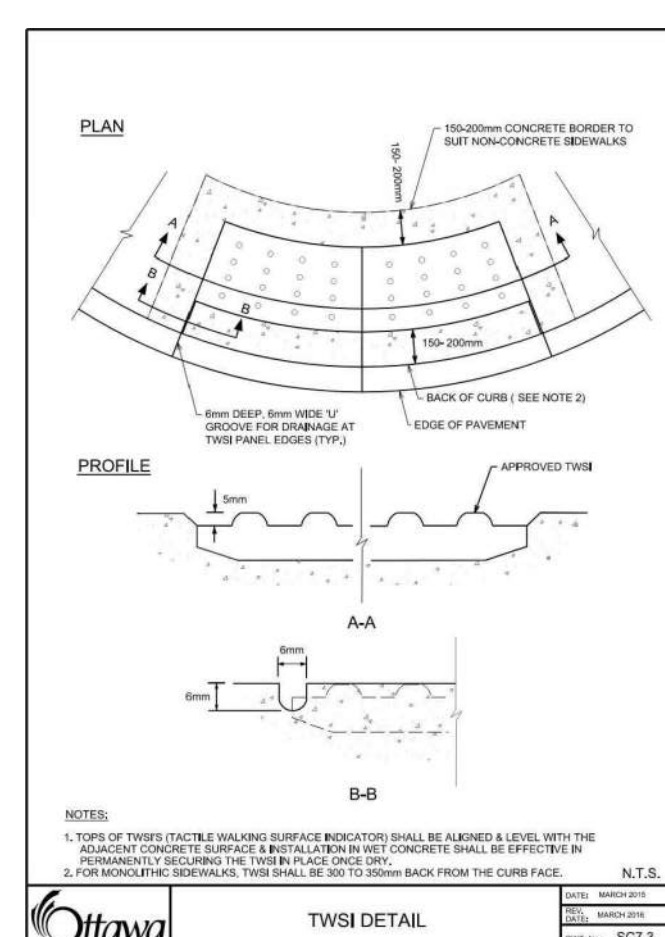 PLAN
150-200mm CONCRETE BORDER TO
SUIT NON-CONCRETE SIDEWALKS
150-200mm
A
A
B
B
150-200mm
BACK OF CURB ( SEE NOTE 2)
EDGE OF PAVEMENT
6mm DEEP, 6mm WIDE 'U'
GROOVE FOR DRAINAGE AT
TWSI PANEL EDGES (TYP.)
PROFILE
APPROVED TWSI
5mm
A-A
6mm
6mm
B-B
NOTES:
1. TOPS OF TWSI'S (TACTILE WALKING SURFACE INDICATOR) SHALL BE ALIGNED & LEVEL WITH THE
ADJACENT CONCRETE SURFACE & INSTALLATION IN WET CONCRETE SHALL BE EFFECTIVE IN
PERMANENTLY SECURING THE TWSI IN PLACE ONCE DRY.
2. FOR MONOLITHIC SIDEWALKS, TWSI SHALL BE 300 TO 350mm BACK FROM THE CURB FACE.
N.T.S.
Ottawa
TWSI DETAIL
DATE: MARCH 2015
REV. DATE: MARCH 2016
SC7.3